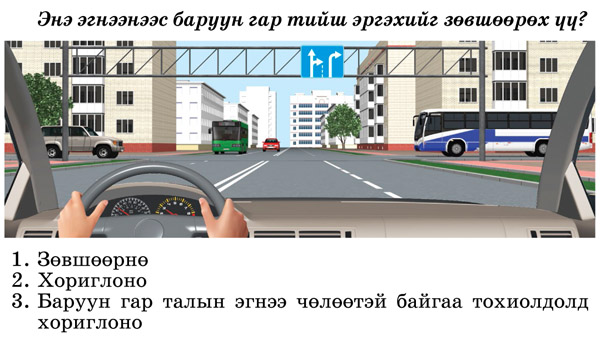 Энэ эгнээнээс баруун гар тийш эргэхийг зөвшөөрөх үү?
1. Зөвшөөрнө
2. Хориглоно
3. Баруун гар талын эгнээ чөлөөтэй байгаа тохиолдолд
хориглоно